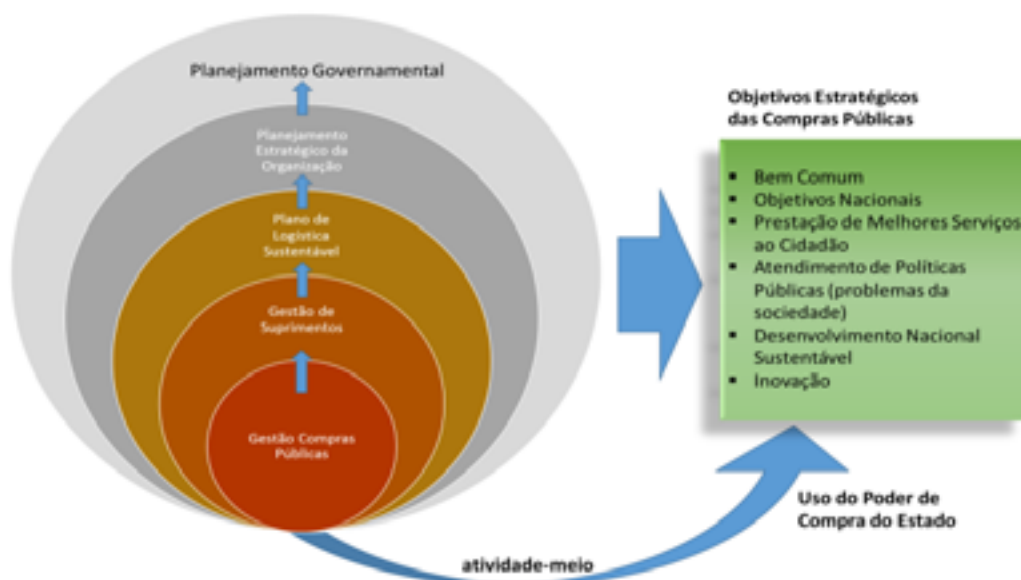 Planejamento Governamental
Planejamento
Estratégico da
Organização
Plano de
Logística
Sustentável
Gestão de
Suprimentos
Gestão Compras
Públicas
Objetivos Estratégicos
das Compras Públicas
▪ Bem Comum
▪ Objetivos Nacionais
▪ Prestação de Melhores Serviços
ao Cidadão
▪ Atendimento de Políticas
Públicas (problemas da
sociedade)
▪ Desenvolvimento Nacional
Sustentável
▪ Inovação
Uso do Poder de
Compra do Estado
atividade-meio